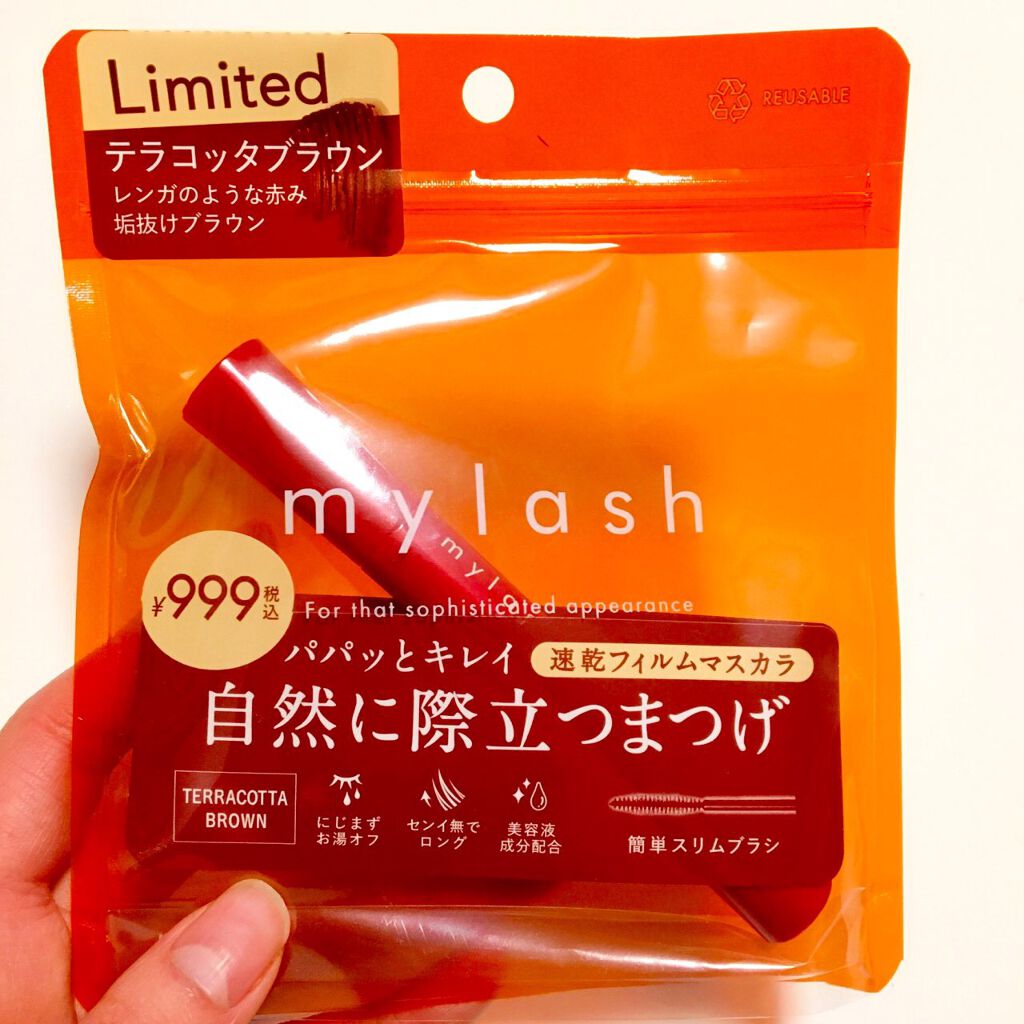 Limited
テラコッタブラウン
レンガのような赤み
垢抜けブラウン
REUSABLE
mylash
myla
¥999税込
For that sophisticated appearance
パパッとキレイ 速乾フィルムマスカラ
自然に際立つまつげ
TERRACOTTA
BROWN
にじまず
お湯オフ
センイ無で
ロング
美容液
成分配合
簡単スリムブラシ